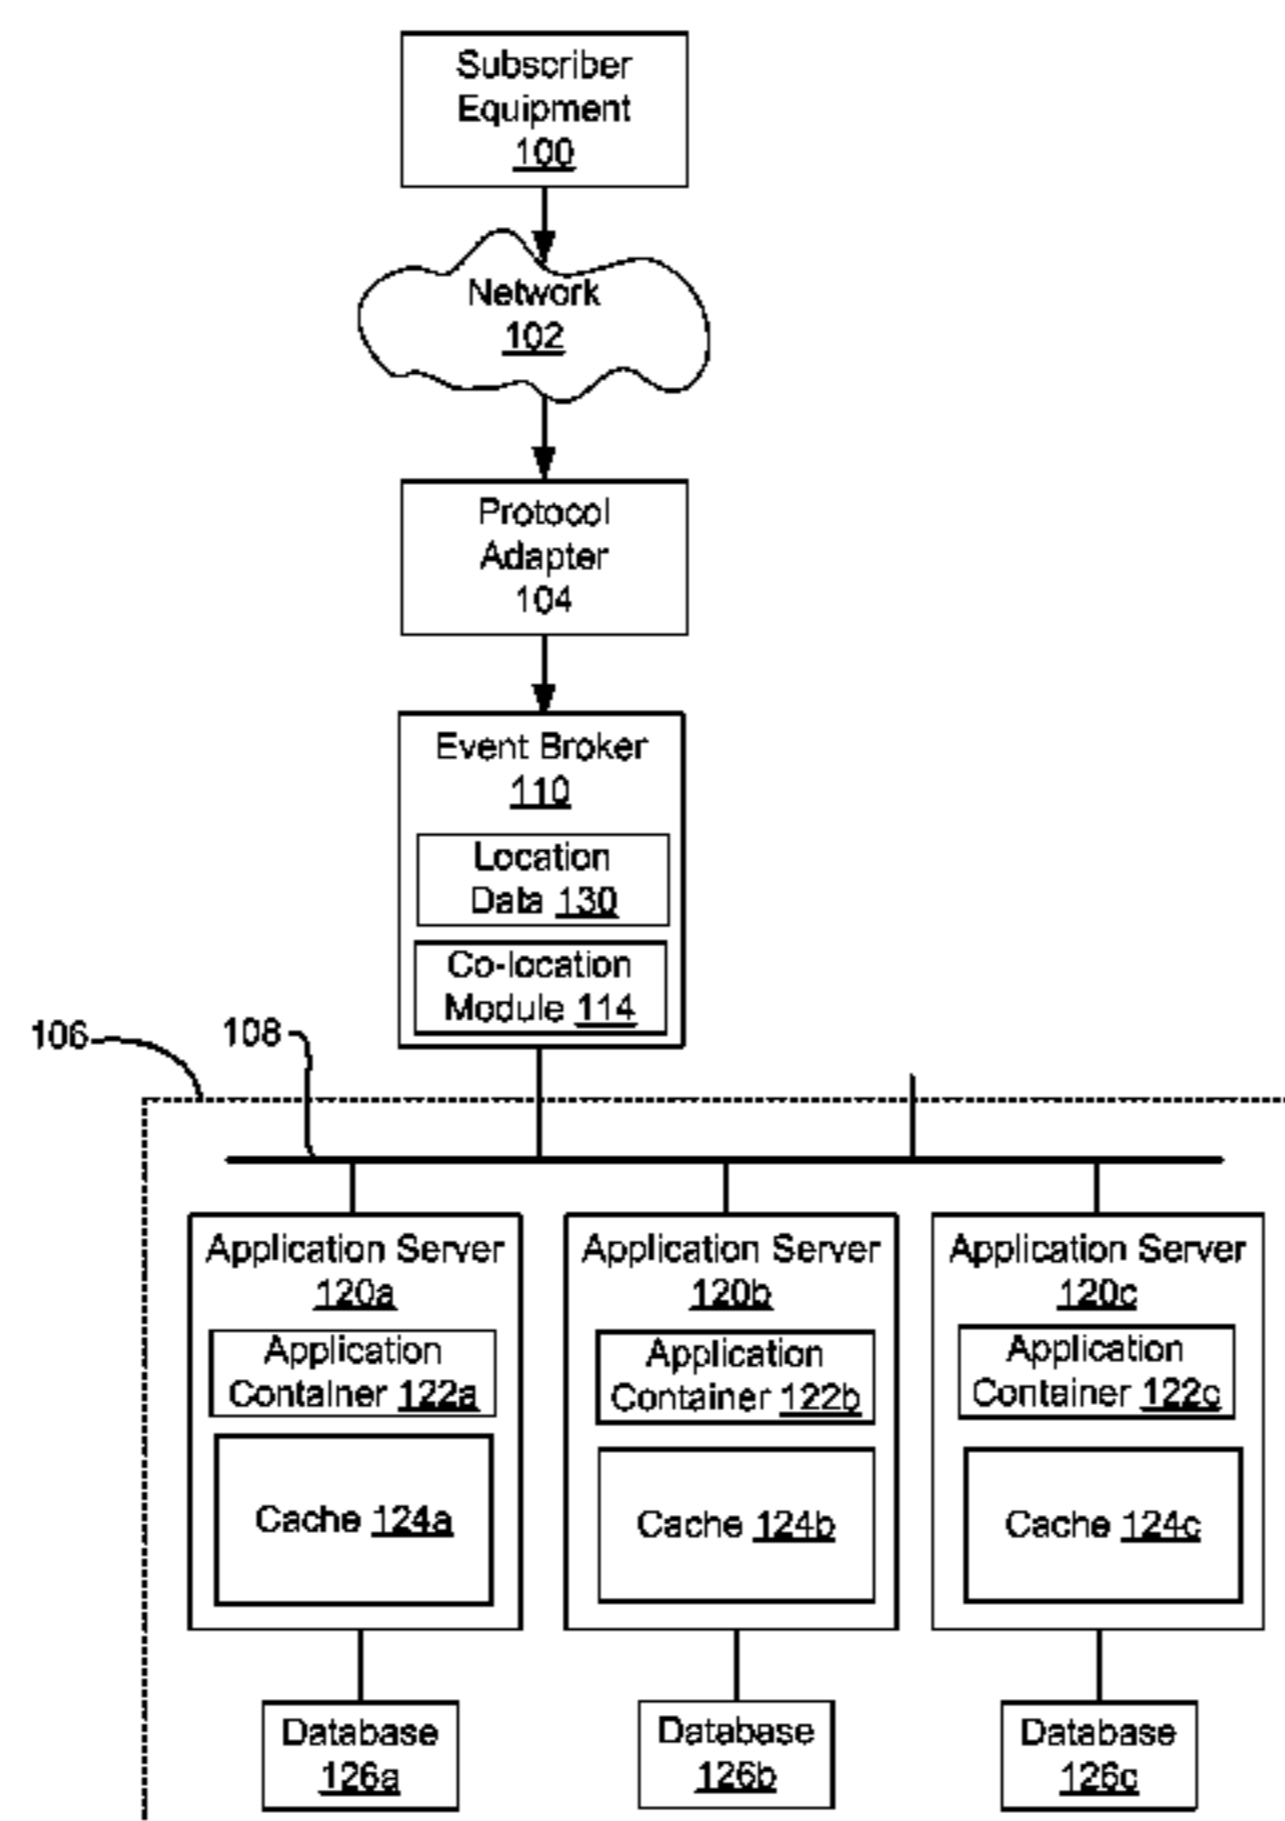 Subscriber
Equipment
100
Network
102
Protocol
Adapter
104
Event Broker
110
Location
Data 130
Co-location
Module 114
106
108
Application Server
120a
Application
Container 122a
Cache 124a
Database
126a
Application Server
120b
Application
Container 122b
Cache 124b
Database
126b
Application Server
120c
Application
Container 122c
Cache 124c
Database
126c